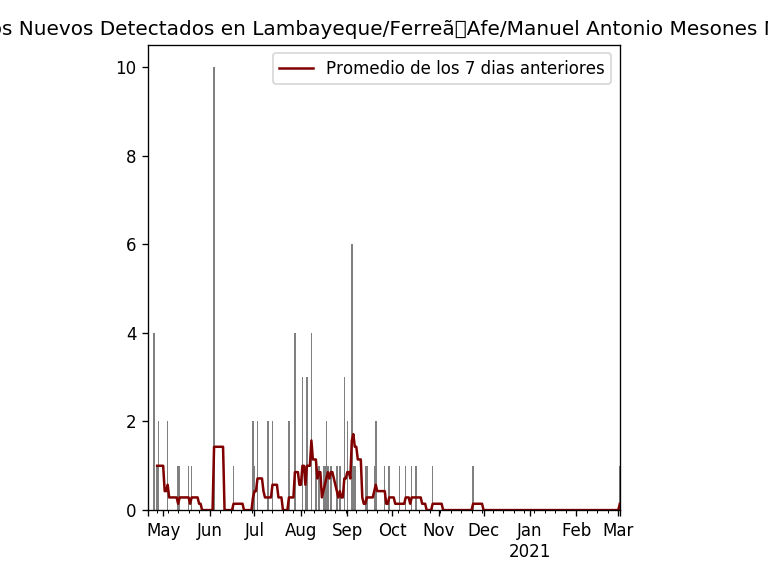 os Nuevos Detectados en Lambayeque/Ferreã▯Afe/Manuel Antonio Mesones
Promedio de los 7 dias anteriores
10
8
6
4
2
0
May Jun Jul Aug Sep Oct Nov Dec Jan Feb Mar
2021